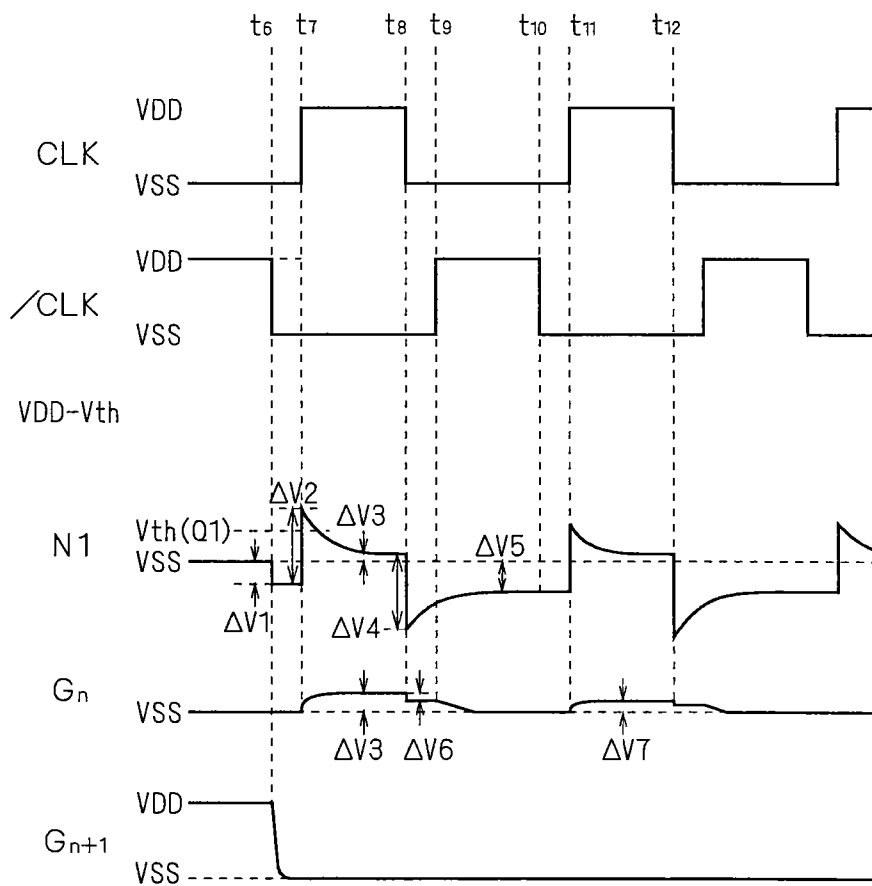 t6 t7 t8 t9 t10 t11 t12
VDD
CLK
VSS
VDD
/CLK
VSS
VDD-Vth
ΔV2
Vth(Q1)
ΔV3
N1
VSS
ΔV5
ΔV1
ΔV4
Gn
VSS
ΔV3
ΔV6
ΔV7
VDD
Gn+1
VSS